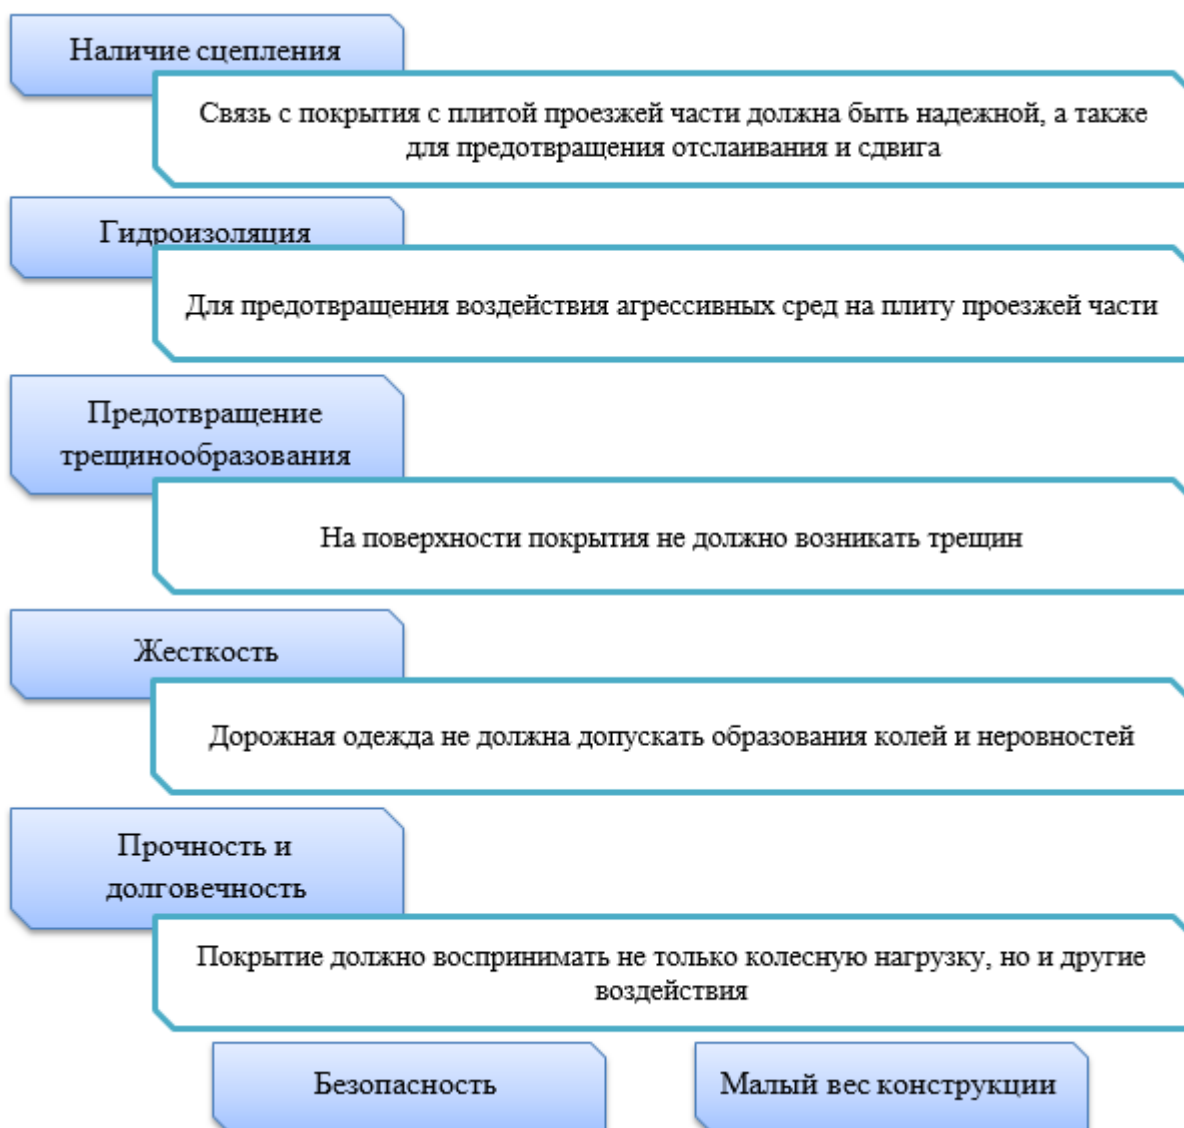 Наличие сцепления
Связь с покрытия с плитой проезжей части должна быть надежной, а также
для предотвращения отслаивания и сдвига
Гидроизоляция
Для предотвращения воздействия агрессивных сред на плиту проезжей части
Предотвращение
трещинообразования
На поверхности покрытия не должно возникать трещин
Жесткость
Дорожная одежда не должна допускать образования колей и неровностей
Прочность и
долговечность
Покрытие должно воспринимать не только колесную нагрузку, но и другие
воздействия
Безопасность
Малый вес конструкции